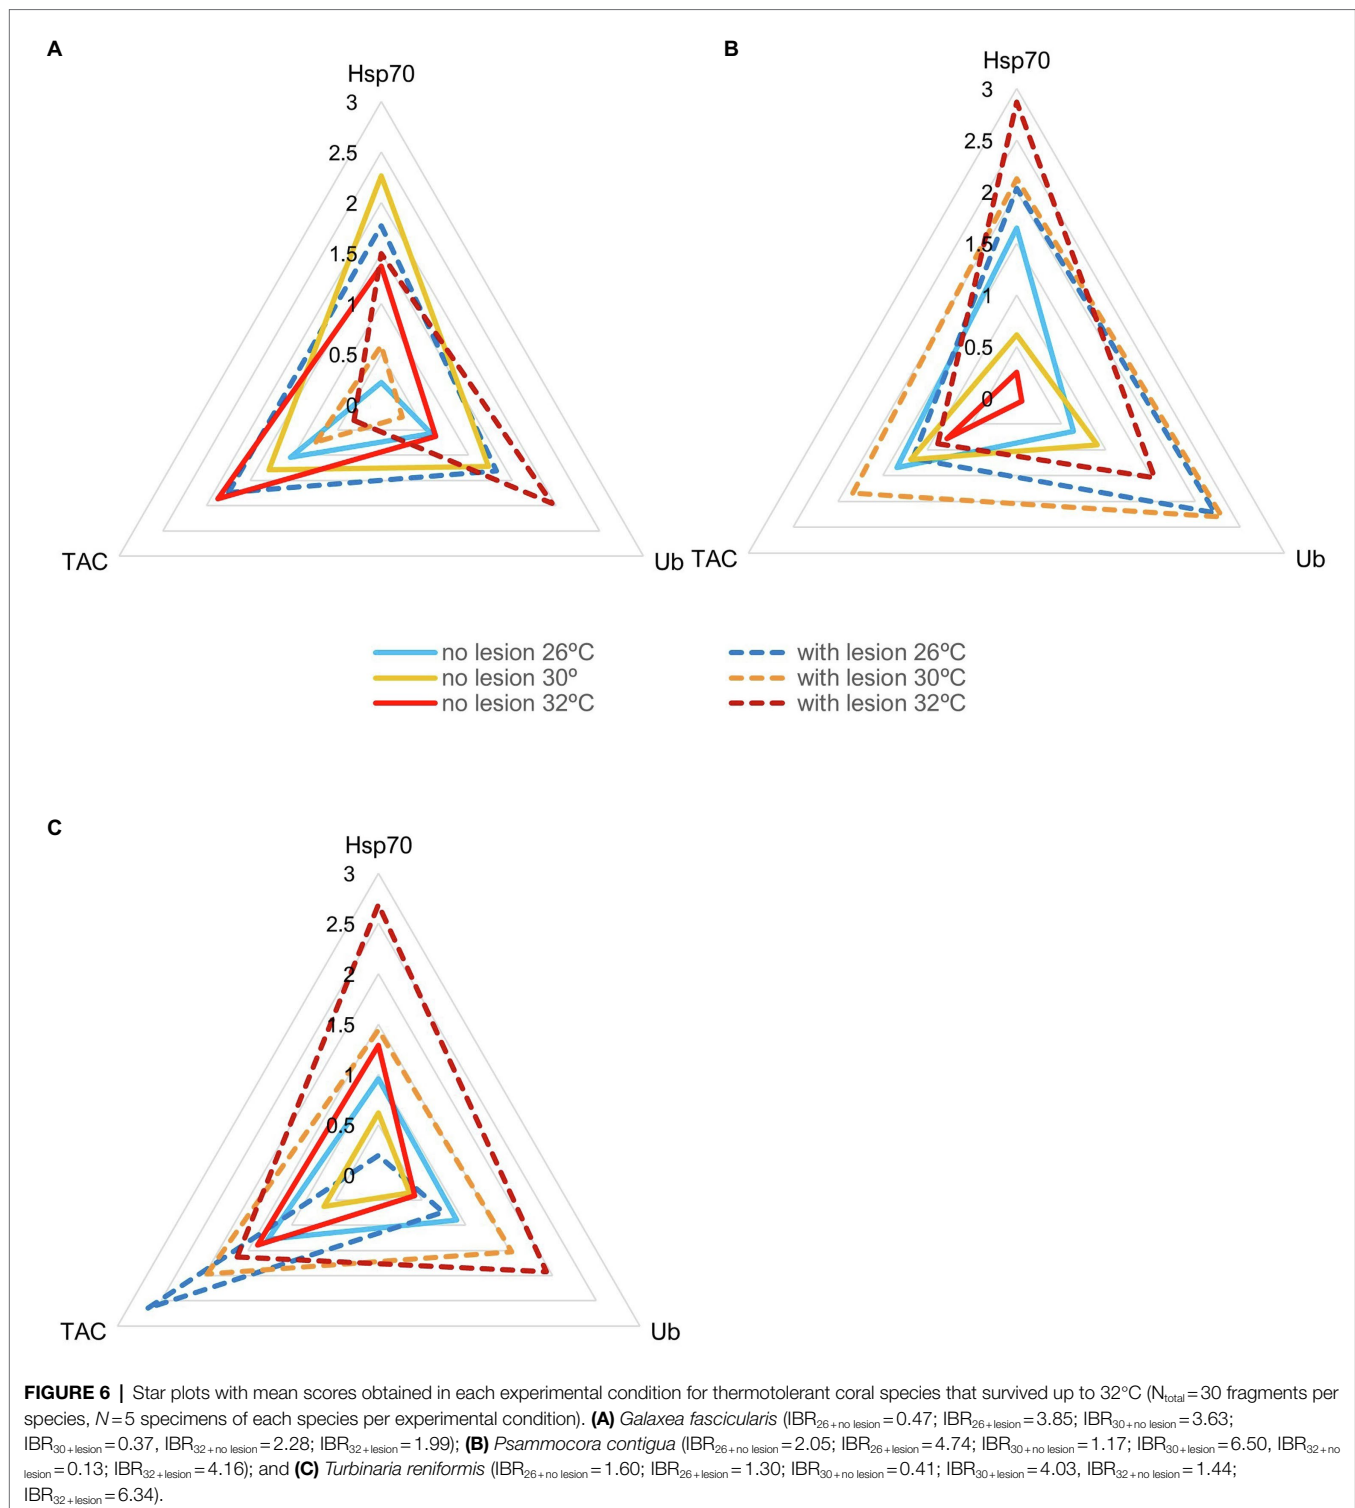 A
Hsp70
3
2.5
2
1.5
1
0.5
0
TAC
Ub
B
Hsp70
3
2.5
2
1.5
1
0.5
0
TAC
Ub
no lesion 26ºC
no lesion 30º
no lesion 32ºC
with lesion 26ºC
with lesion 30ºC
with lesion 32ºC
C
Hsp70
3
2.5
2
1.5
1
0.5
0
TAC
Ub
FIGURE 6 | Star plots with mean scores obtained in each experimental condition for thermotolerant coral species that survived up to 32°C (Ntotal = 30 fragments per
species, N = 5 specimens of each species per experimental condition). (A) Galaxea fascicularis (IBR26 + no lesion = 0.47; IBR26 + lesion = 3.85; IBR30 + no lesion = 3.63;
IBR30 + lesion = 0.37, IBR32 + no lesion = 2.28; IBR32 + lesion = 1.99); (B) Psammocora contigua (IBR26 + no lesion = 2.05; IBR26 + lesion = 4.74; IBR30 + no lesion = 1.17; IBR30 + lesion = 6.50, IBR32 + no
lesion = 0.13; IBR32 + lesion = 4.16); and (C) Turbinaria reniformis (IBR26 + no lesion = 1.60; IBR26 + lesion = 1.30; IBR30 + no lesion = 0.41; IBR30 + lesion = 4.03, IBR32 + no lesion = 1.44;
IBR32 + lesion = 6.34).